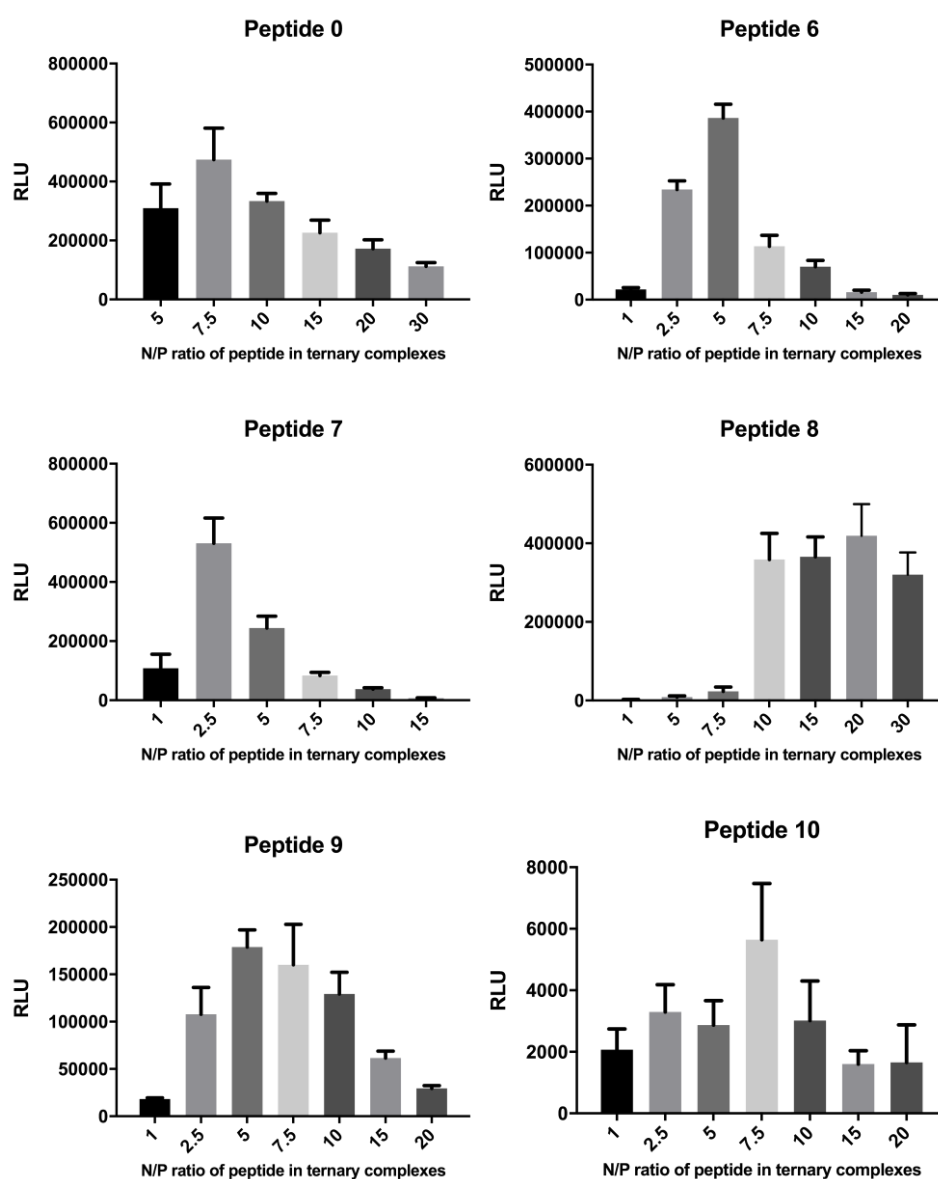 Peptide 0
800000
600000
400000
200000
0
RLU
5 7.5 10 15 20 30
N/P ratio of peptide in ternary complexes
Peptide 6
500000
400000
300000
200000
100000
0
RLU
1 2.5 5 7.5 10 15 20
N/P ratio of peptide in ternary complexes
Peptide 7
800000
600000
400000
200000
0
RLU
1 2.5 5 7.5 10 15
N/P ratio of peptide in ternary complexes
Peptide 8
600000
400000
200000
0
RLU
1 5 7.5 10 15 20 30
N/P ratio of peptide in ternary complexes
Peptide 9
250000
200000
150000
100000
50000
0
RLU
1 2.5 5 7.5 10 15 20
N/P ratio of peptide in ternary complexes
Peptide 10
8000
6000
4000
2000
0
RLU
1 2.5 5 7.5 10 15 20
N/P ratio of peptide in ternary complexes